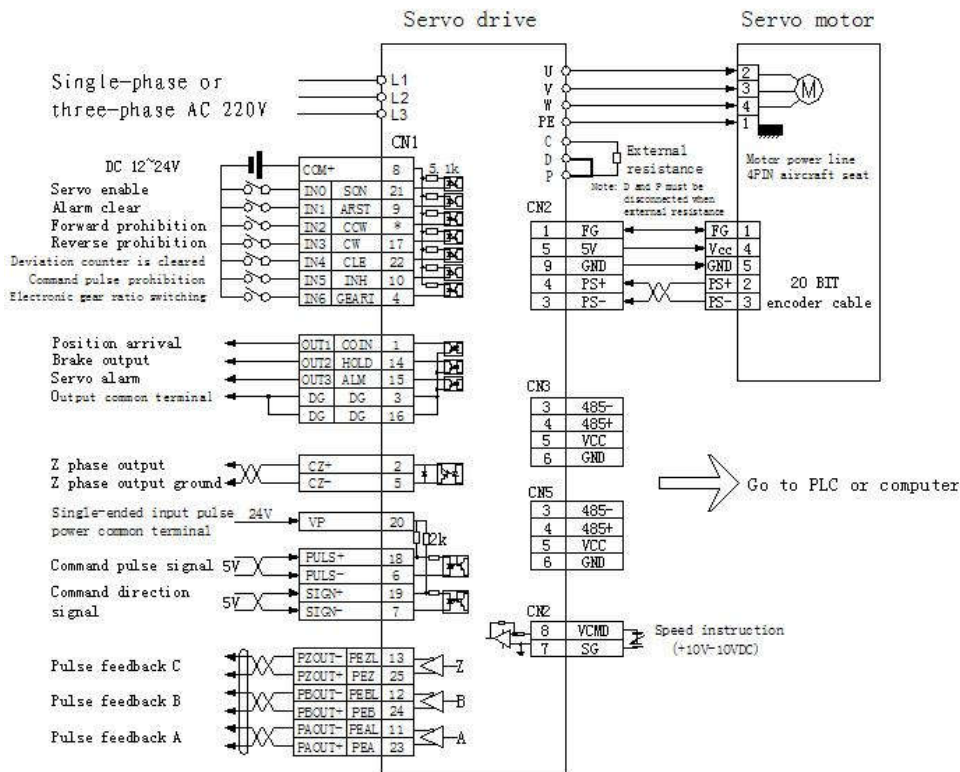 Servo drive
Servo motor
Single-phase or
three-phase AC 220V
L1
L2
L3
U
V
W
PE
C
D
P
2
3
4
1
M
External
resistance
Note: D and P must be
disconnected when
external resistance
Motor power line
4PIN aircraft seat
CN1
DC 12~24V
COM+ 8 5.1k
Servo enable IN0 SON 21
Alarm clear IN1 ARST 9
Forward prohibition IN2 CCW *
Reverse prohibition IN3 CW 17
Deviation counter is cleared IN4 CLE 22
Command pulse prohibition IN5 INH 10
Electronic gear ratio switching IN6 GEAR1 4
CN2
1 FG FG 1
5 5V Vcc 4
9 GND GND 5
4 PS+ PS+ 2
3 PS- PS- 3
20 BIT
encoder cable
Position arrival OUT1 COIN 1
Brake output OUT2 HOLD 14
Servo alarm OUT3 ALM 15
Output common terminal DG DG 3
DG DG 16
CN3
3 485-
4 485+
5 VCC
6 GND
Z phase output CZ+ 2
Z phase output ground CZ- 5
CN5
3 485-
4 485+
5 VCC
6 GND
Go to PLC or computer
Single-ended input pulse
power common terminal
24V VP 20
2k
Command pulse signal 5V PULS+ 18
PULS- 6
Command direction
signal
5V SIGN+ 19
SIGN- 7
CN2
8 VCMD
7 SG
Speed instruction
(+10V-10VDC)
Pulse feedback C PZOUT- PEZL 13 Z
PZOUT+ PEZ 25
Pulse feedback B PBOUT- PEBL 12 B
PBOUT+ PEB 24
Pulse feedback A PAOUT- PEAL 11 A
PAOUT+ PEA 23